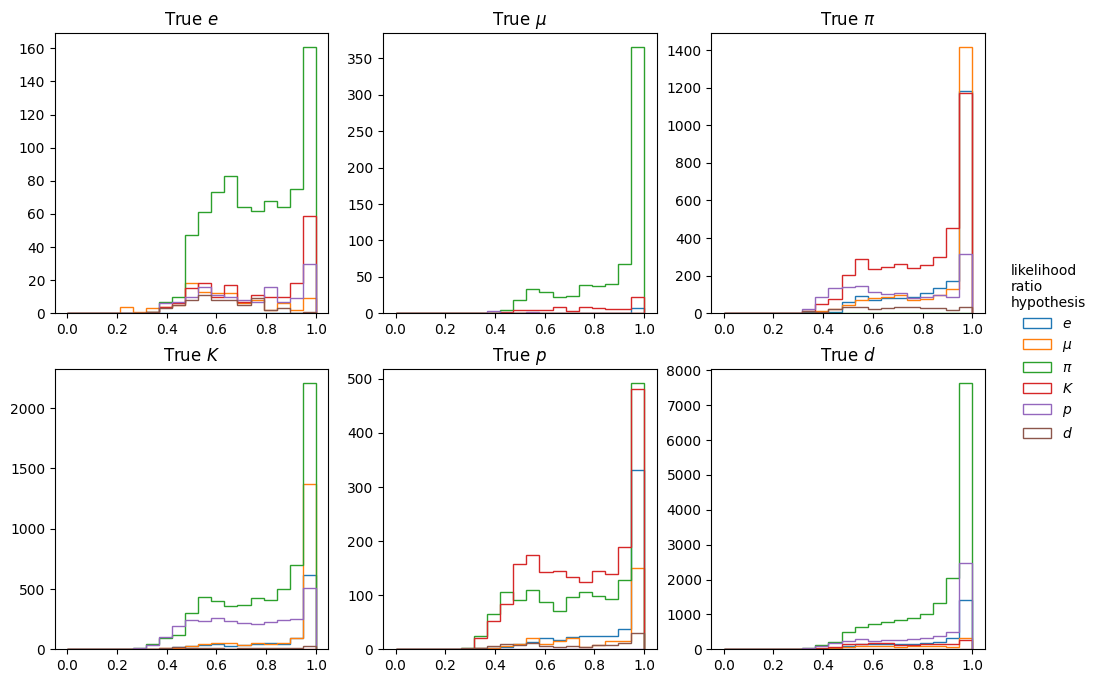 True e
160
140
120
100
80
60
40
20
0
0.0 0.2 0.4 0.6 0.8 1.0
True μ
350
300
250
200
150
100
50
0
0.0 0.2 0.4 0.6 0.8 1.0
True π
1400
1200
1000
800
600
400
200
0
0.0 0.2 0.4 0.6 0.8 1.0
True K
2000
1500
1000
500
0
0.0 0.2 0.4 0.6 0.8 1.0
True p
500
400
300
200
100
0
0.0 0.2 0.4 0.6 0.8 1.0
True d
8000
7000
6000
5000
4000
3000
2000
1000
0
0.0 0.2 0.4 0.6 0.8 1.0
likelihood
ratio
hypothesis
e
μ
π
K
p
d